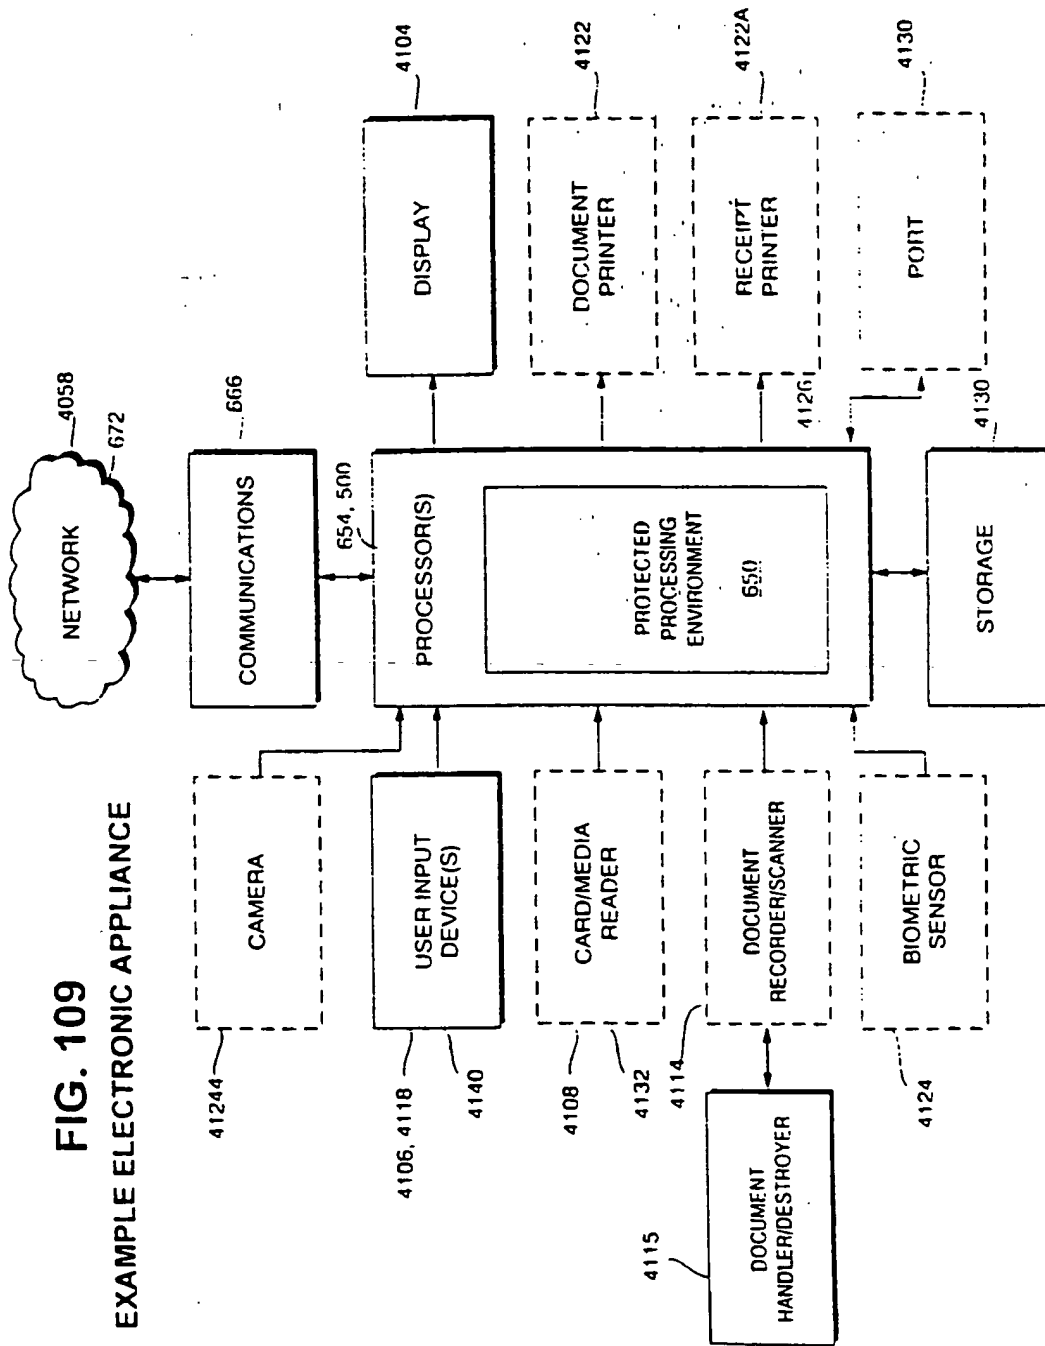 FIG. 109
EXAMPLE ELECTRONIC APPLIANCE
NETWORK
4058
672
COMMUNICATIONS
666
654, 500
PROCESSOR(S)
PROTECTED
PROCESSING
ENVIRONMENT
650
4126
STORAGE
4130
CAMERA
41244
USER INPUT
DEVICE(S)
4106, 4118
4140
CARD/MEDIA
READER
4108
4132
DOCUMENT
RECORDER/SCANNER
4114
DOCUMENT
HANDLER/DESTROYER
4115
BIOMETRIC
SENSOR
4124
DISPLAY
4104
DOCUMENT
PRINTER
4122
RECEIPT
PRINTER
4122A
PORT
4130